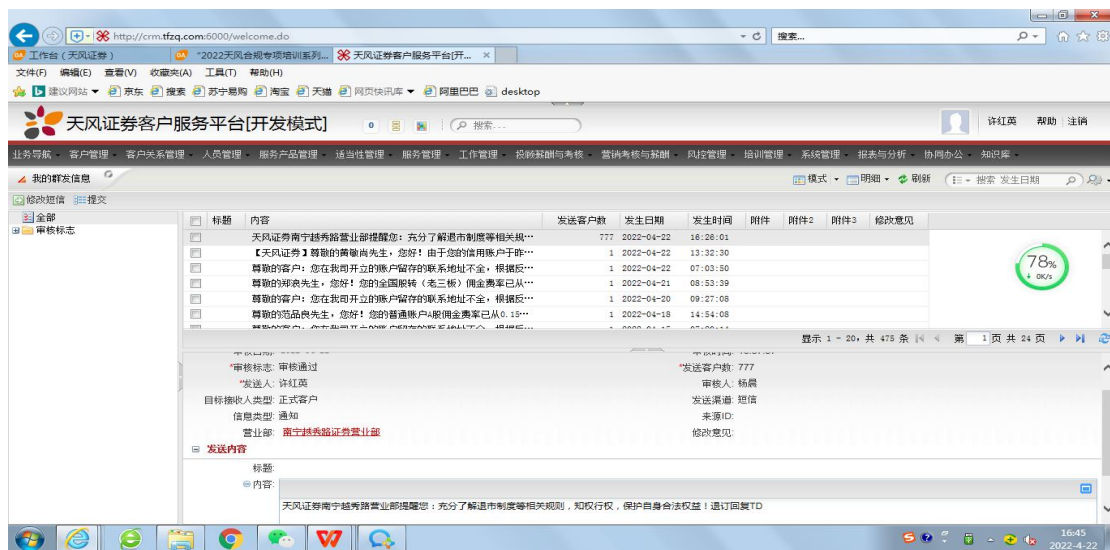 http://crm.tfzq.com:6000/welcome.do
搜索...
工作台（天风证券）
"2022天风合规专项培训系列...
天风证券客户服务平台[开... ×
文件(F) 编辑(E) 查看(V) 收藏夹(A) 工具(T) 帮助(H)
建议网站 京东 搜索 苏宁易购 淘宝 天猫 网页快讯库 阿里巴巴 desktop
天风证券客户服务平台[开发模式]
0
搜索...
许红英 帮助 注销
业务导航 客户管理 客户关系管理 人员管理 服务产品管理 适当性管理 服务管理 工作管理 投顾薪酬与考核 营销考核与薪酬 风控管理 培训管理 系统管理 报表与分析 协同办公 知识库
我的群发信息
模式 明细 刷新 搜索 发生日期
修改短信 提交
全部
审核标志
标题 内容 发送客户数 发生日期 发生时间 附件 附件2 附件3 修改意见
天风证券南宁越秀路营业部提醒您：充分了解退市制度等相关规… 777 2022-04-22 16:26:01
【天风证券】尊敬的黄敏尚先生，您好！由于您的信用账户于昨… 1 2022-04-22 13:32:30
尊敬的客户：您在我司开立的账户留存的联系地址不全，根据反… 1 2022-04-22 07:03:50
尊敬的郑浪先生，您好！您的全国股转（老三板）佣金费率已从… 1 2022-04-21 08:53:39
尊敬的客户：您在我司开立的账户留存的联系地址不全，根据反… 1 2022-04-20 09:27:08
尊敬的范品良先生，您好！您的普通账户A股佣金费率已从0.15… 1 2022-04-18 14:54:08
78%
0K/s
显示 1 - 20，共 475 条 第 1 页 共 24 页
*审核标志: 审核通过 *发送客户数: 777
*发送人: 许红英 审核人: 杨晨
目标接收人类型: 正式客户 发送渠道: 短信
信息类型: 通知 来源ID:
营业部: 南宁越秀路证券营业部 修改意见:
发送内容
标题:
内容:
天风证券南宁越秀路营业部提醒您：充分了解退市制度等相关规则，知权行权，保护自身合法权益！退订回复TD
16:45
2022-4-22